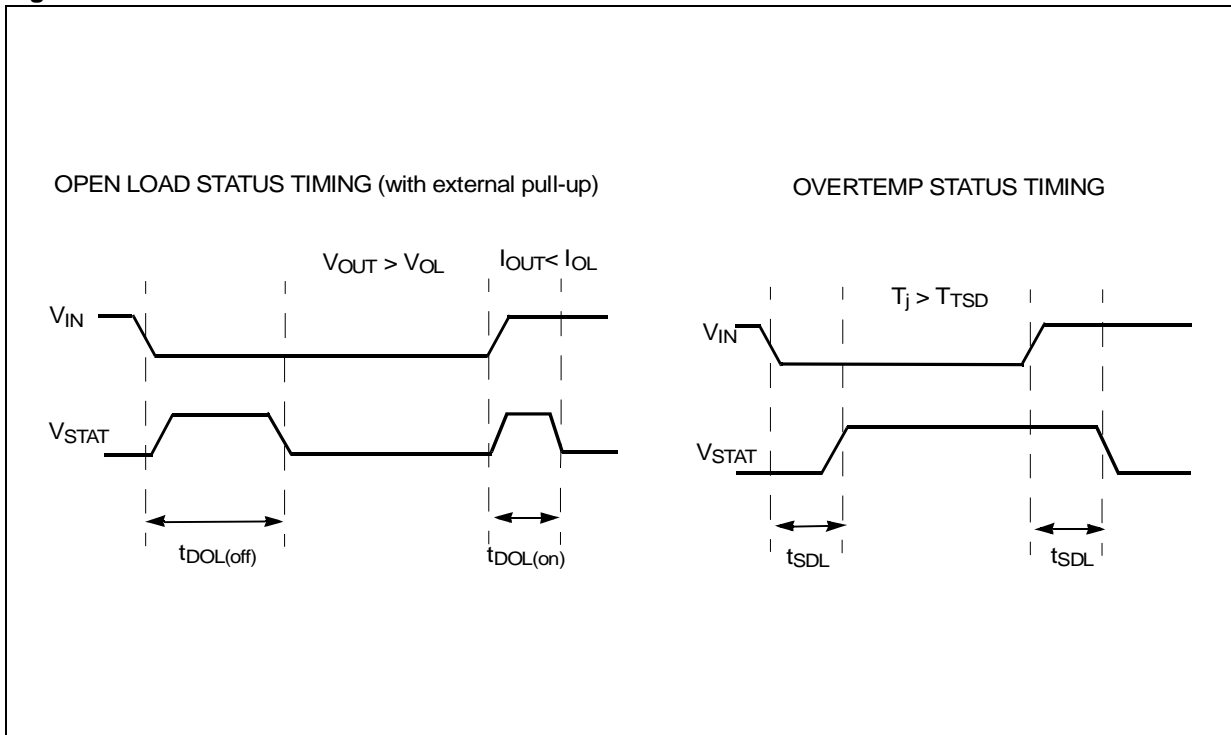 OPEN LOAD STATUS TIMING (with external pull-up)
VOUT > VOL
IOUT< IOL
VIN
VSTAT
tDOL(off)
tDOL(on)
OVERTEMP STATUS TIMING
Tj > TTSD
VIN
VSTAT
tSDL
tSDL